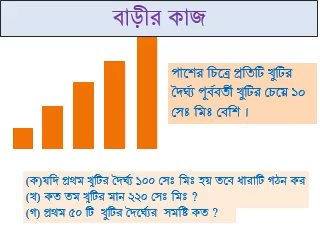 বাড়ীর কাজ
পাশের চিত্রে প্রতিটি খুটির
দৈর্ঘ্য পূর্ববর্তী খুটির চেয়ে ১০
সেঃ মিঃ বেশি ।
(ক)যদি প্রথম খুটির দৈর্ঘ্য ১০০ সেঃ মিঃ হয় তবে ধারাটি গঠন কর
(খ) কত তম খুটির মান ২২০ সেঃ মিঃ ?
(গ) প্রথম ৫০ টি খুটির দৈর্ঘ্যের সমষ্টি কত ?